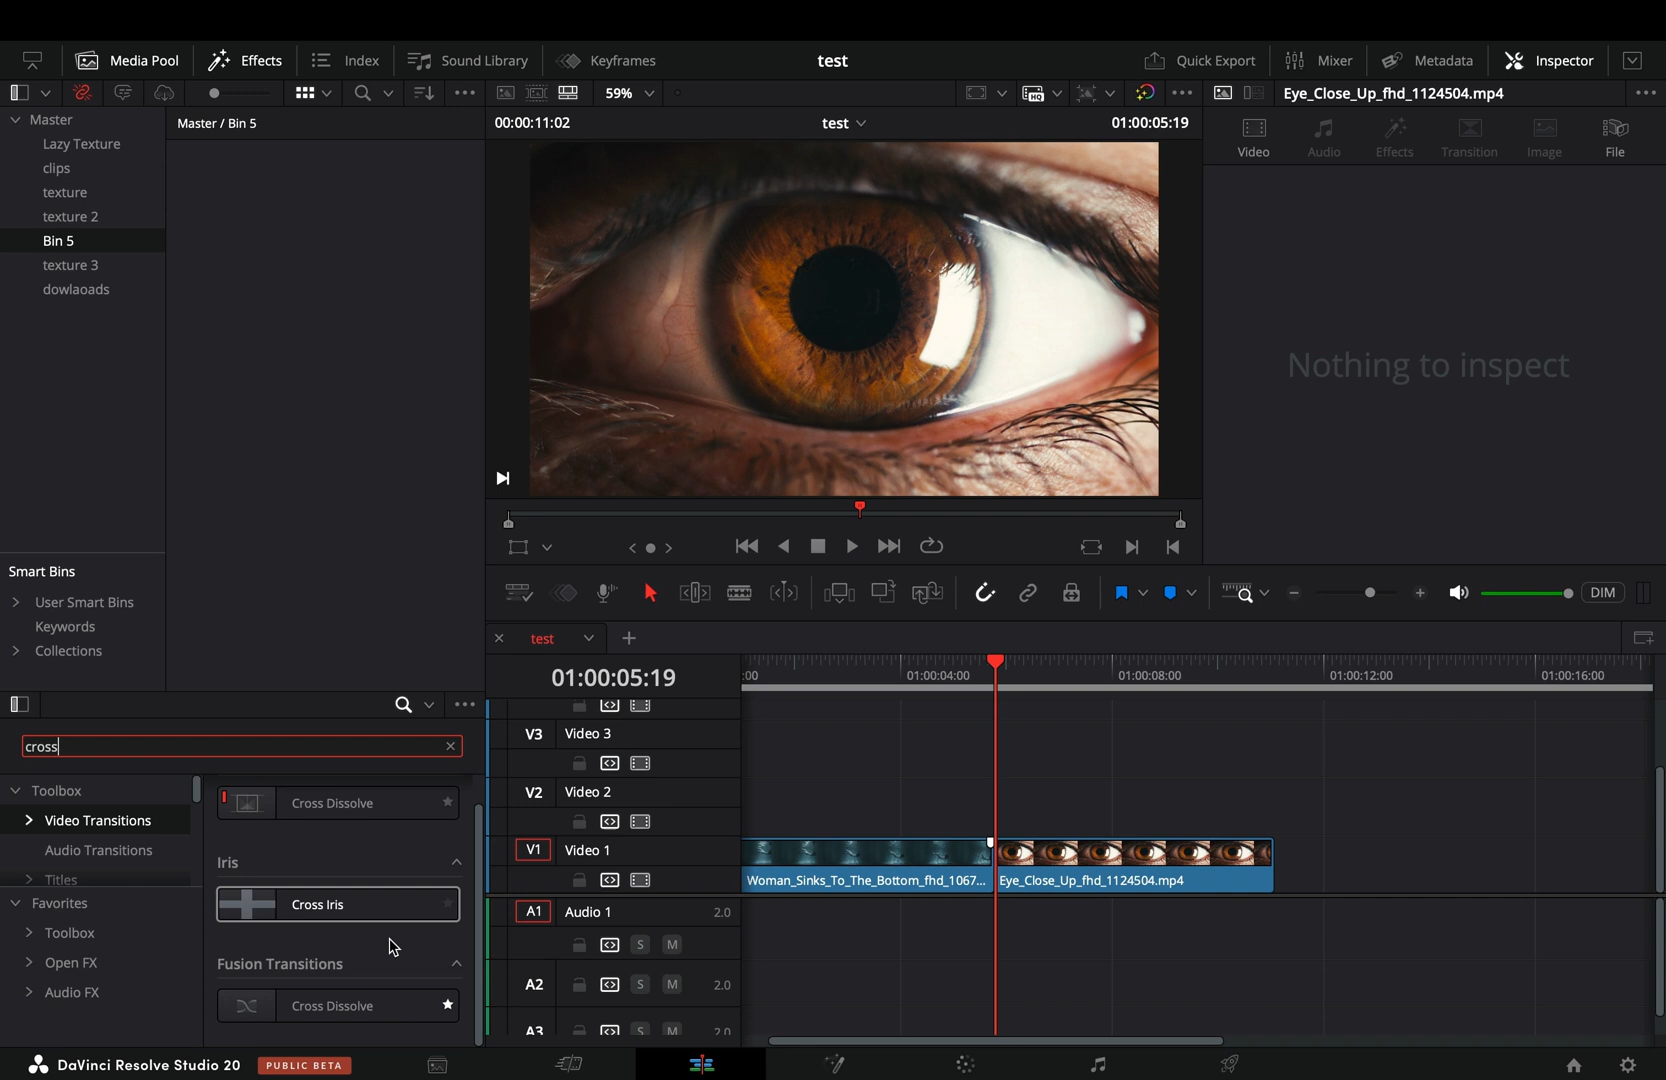 Media Pool
Effects
Index
Sound Library
Keyframes
test
Quick Export
Mixer
Metadata
Inspector
59%
Eye_Close_Up_fhd_1124504.mp4
Master
Lazy Texture
clips
texture
texture 2
Bin 5
texture 3
dowlaoads
Master / Bin 5
00:00:11:02
test
01:00:05:19
Video
Audio
Effects
Transition
Image
File
Nothing to inspect
Smart Bins
User Smart Bins
Keywords
Collections
DIM
test
01:00:05:19
:00
01:00:04:00
01:00:08:00
01:00:12:00
01:00:16:00
cross
Toolbox
Video Transitions
Audio Transitions
Titles
Favorites
Toolbox
Open FX
Audio FX
Cross Dissolve
Iris
Cross Iris
Fusion Transitions
Cross Dissolve
V3 Video 3
V2 Video 2
V1 Video 1
Woman_Sinks_To_The_Bottom_fhd_1067...
Eye_Close_Up_fhd_1124504.mp4
A1 Audio 1 2.0
S M
A2 S M 2.0
A3 S M 2.0
DaVinci Resolve Studio 20
PUBLIC BETA